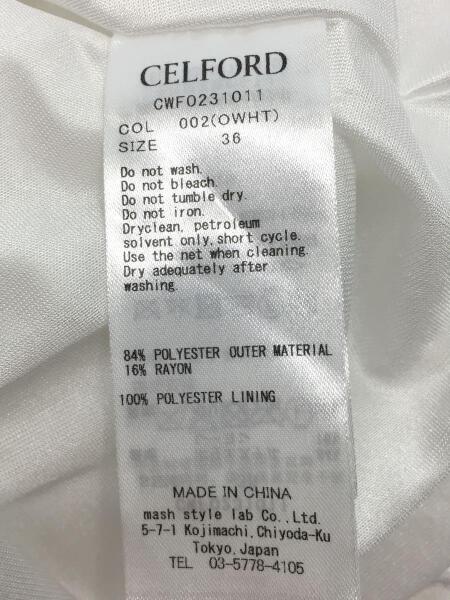 CELFORD
CWFO231011
COL 002(OWHT)
SIZE 36
Do not wash.
Do not bleach.
Do not tumble dry.
Do not iron.
Dryclean, petroleum
solvent only, short cycle.
Use the net when cleaning.
Dry adequately after
washing.
84% POLYESTER OUTER MATERIAL
16% RAYON
100% POLYESTER LINING
MADE IN CHINA
mash style lab Co.,Ltd.
5-7-1 Kojimachi,Chiyoda-Ku
Tokyo,Japan
TEL 03-5778-4105